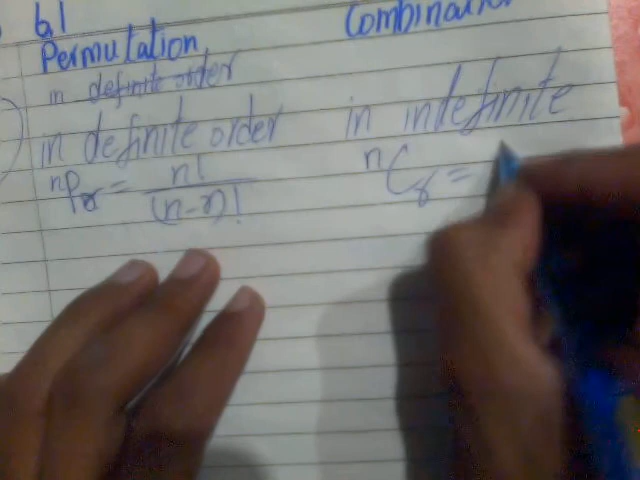 6.1
Permutation
Combination
in definite order
in definite order
in indefinite
nPr = n!
(n-r)!
nCr =